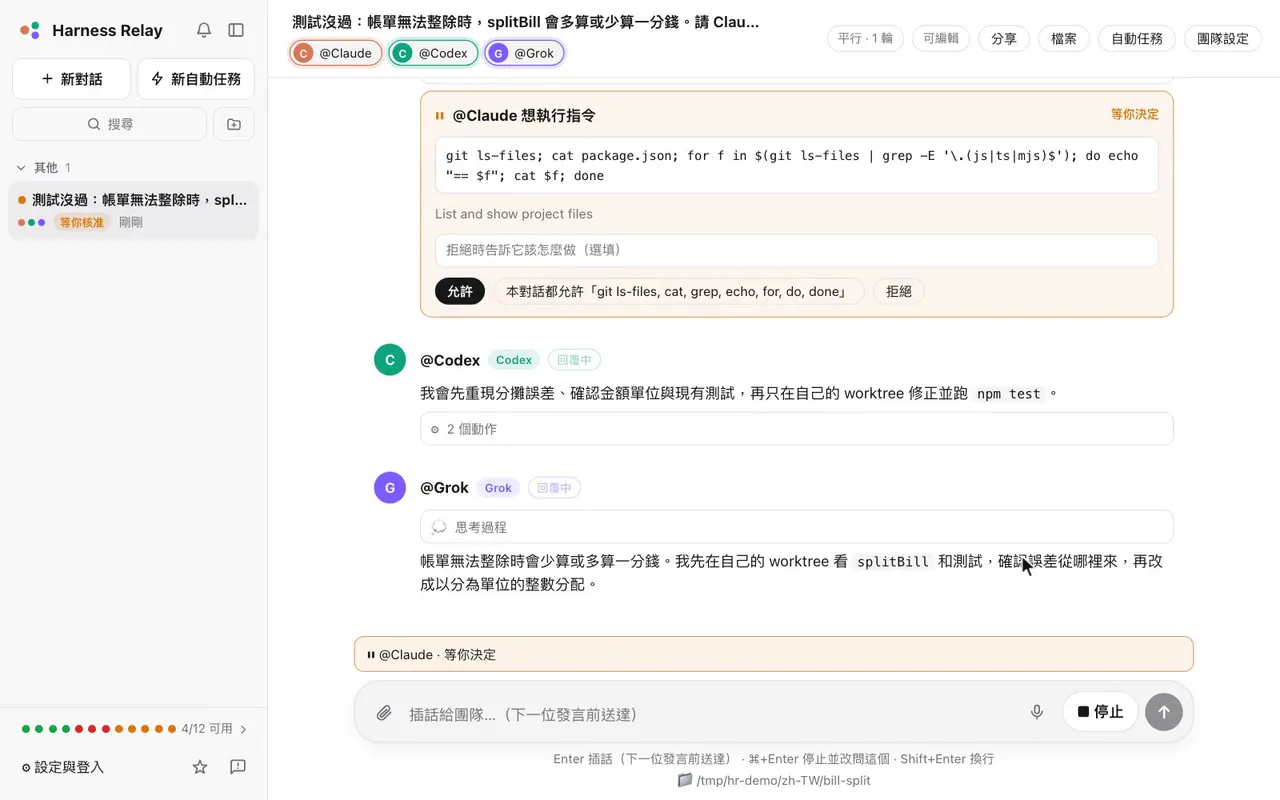 Harness Relay
+ 新對話
新自動任務
搜尋
其他 1
測試沒過：帳單無法整除時，spl...
等你核准 剛剛
4/12 可用
設定與登入
測試沒過：帳單無法整除時，splitBill 會多算或少算一分錢。請 Clau...
C @Claude C @Codex G @Grok
平行 · 1 輪
可編輯
分享
檔案
自動任務
團隊設定
@Claude 想執行指令
等你決定
git ls-files; cat package.json; for f in $(git ls-files | grep -E '\.(js|ts|mjs)$'); do echo
"== $f"; cat $f; done
List and show project files
拒絕時告訴它該怎麼做（選填）
允許 本對話都允許「git ls-files, cat, grep, echo, for, do, done」 拒絕
C @Codex Codex 回覆中
我會先重現分攤誤差、確認金額單位與現有測試，再只在自己的 worktree 修正並跑 npm test 。
2 個動作
G @Grok Grok 回覆中
思考過程
帳單無法整除時會少算或多算一分錢。我先在自己的 worktree 看 splitBill 和測試，確認誤差從哪裡來，再改
成以分為單位的整數分配。
@Claude · 等你決定
插話給團隊...（下一位發言前送達）
停止
Enter 插話（下一位發言前送達） · ⌘+Enter 停止並改問這個 · Shift+Enter 換行
/tmp/hr-demo/zh-TW/bill-split